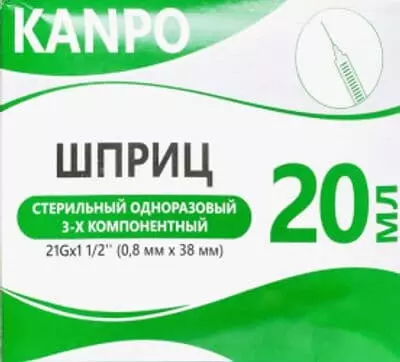 KANPO
ШПРИЦ
СТЕРИЛЬНЫЙ ОДНОРАЗОВЫЙ
3-Х КОМПОНЕНТНЫЙ
21Gx1 1/2'' (0,8 мм x 38 мм)
20 мл